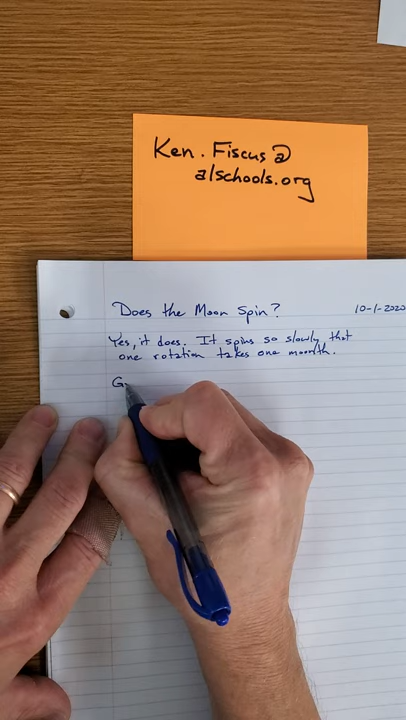 Ken.Fiscus@
alschools.org
Does the Moon Spin?
10-1-2020
Yes, it does. It spins so slowly that
one rotation takes one moonth.
G